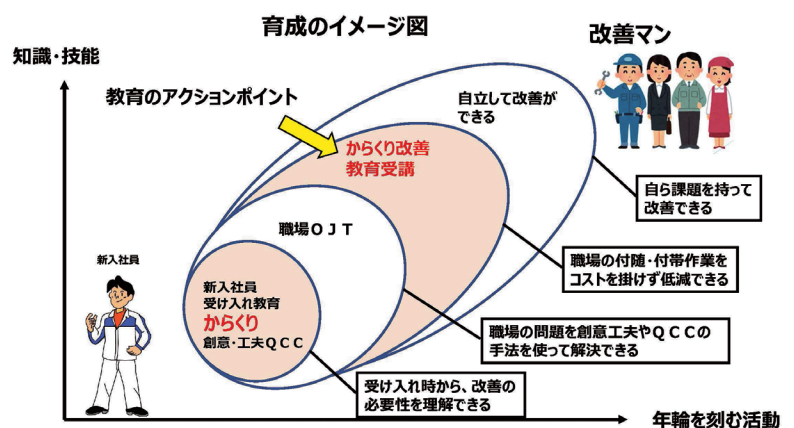 育成のイメージ図
改善マン
知識・技能
教育のアクションポイント
自立して改善が
できる
からくり改善
教育受講
自ら課題を持って
改善できる
職場ＯＪＴ
新入社員
職場の付随・付帯作業を
コストを掛けず低減できる
新入社員
受け入れ教育
からくり
創意・工夫ＱＣＣ
職場の問題を創意工夫やＱＣＣの
手法を使って解決できる
受け入れ時から、改善の
必要性を理解できる
年輪を刻む活動